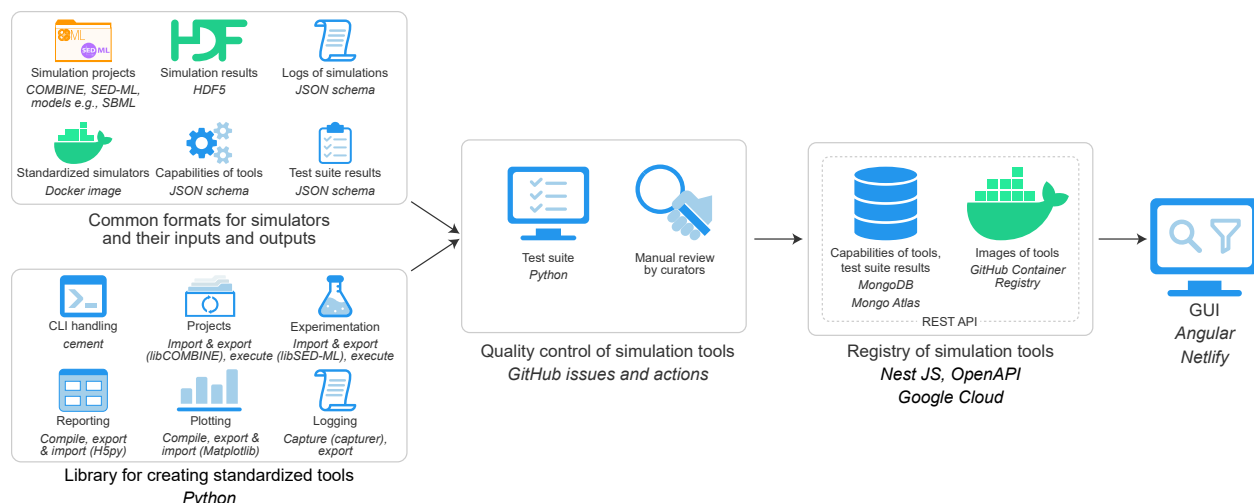 ML
SED ML
HDF
Simulation projects
COMBINE, SED-ML,
models e.g., SBML
Simulation results
HDF5
Logs of simulations
JSON schema
Standardized simulators
Docker image
Capabilities of tools
JSON schema
Test suite results
JSON schema
Common formats for simulators
and their inputs and outputs
CLI handling
cement
Projects
Import & export
(libCOMBINE), execute
Experimentation
Import & export
(libSED-ML), execute
Reporting
Compile, export
& import (H5py)
Plotting
Compile, export &
import (Matplotlib)
Logging
Capture (capturer),
export
Library for creating standardized tools
Python
Test suite
Python
Manual review
by curators
Quality control of simulation tools
GitHub issues and actions
Capabilities of tools,
test suite results
MongoDB
Mongo Atlas
Images of tools
GitHub Container
Registry
REST API
Registry of simulation tools
Nest JS, OpenAPI
Google Cloud
GUI
Angular
Netlify